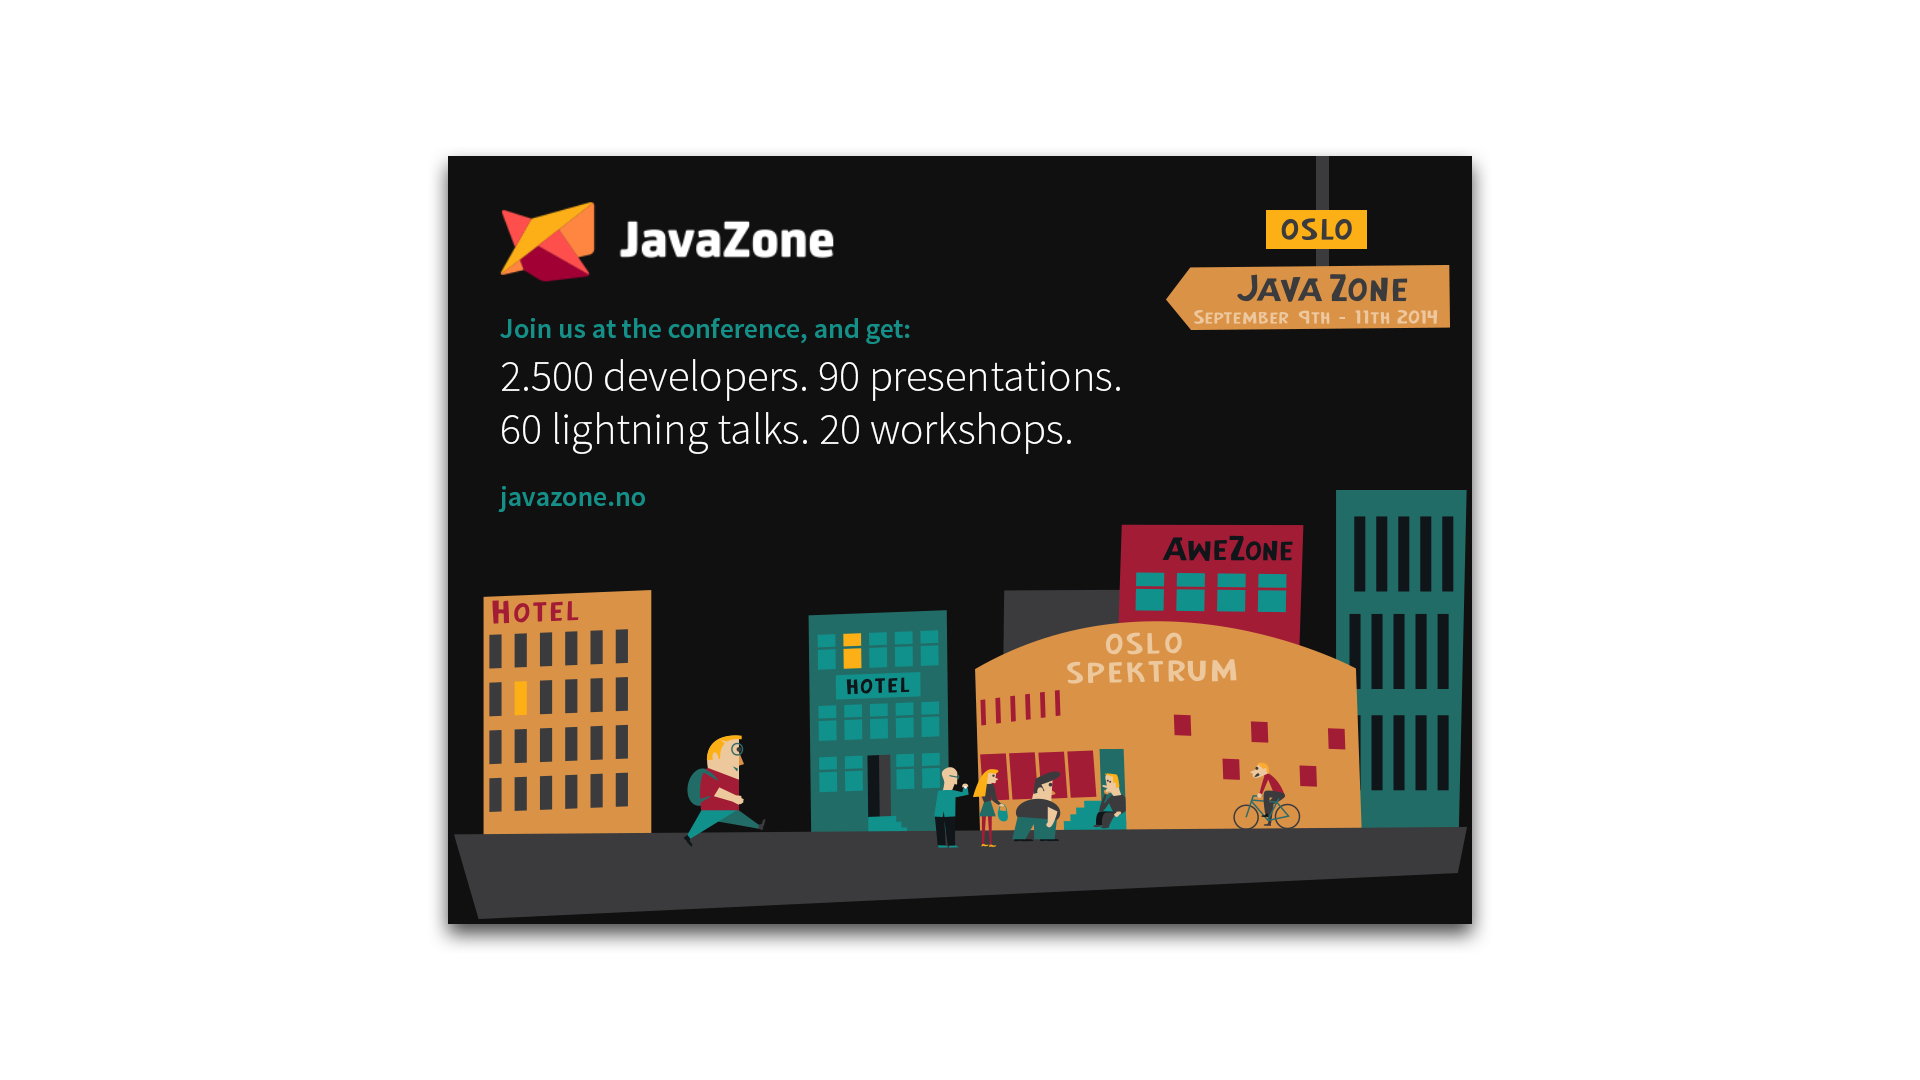 JavaZone
OSLO
JAVA ZONE
SEPTEMBER 9TH - 11TH 2014
Join us at the conference, and get:
2.500 developers. 90 presentations.
60 lightning talks. 20 workshops.
javazone.no
AWEZONE
HOTEL
OSLO
SPEKTRUM
HOTEL